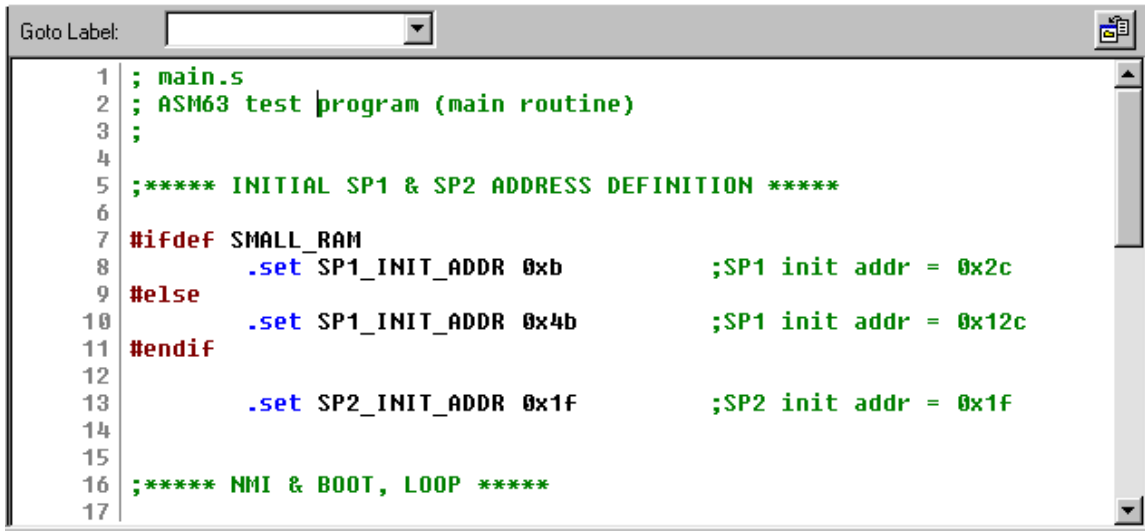 Goto Label:
1 ; main.s
2 ; ASM63 test program (main routine)
3 ;
4
5 ;***** INITIAL SP1 & SP2 ADDRESS DEFINITION *****
6
7 #ifdef SMALL_RAM
8 .set SP1_INIT_ADDR 0xb ;SP1 init addr = 0x2c
9 #else
10 .set SP1_INIT_ADDR 0x4b ;SP1 init addr = 0x12c
11 #endif
12
13 .set SP2_INIT_ADDR 0x1f ;SP2 init addr = 0x1f
14
15
16 ;***** NMI & BOOT, LOOP *****
17